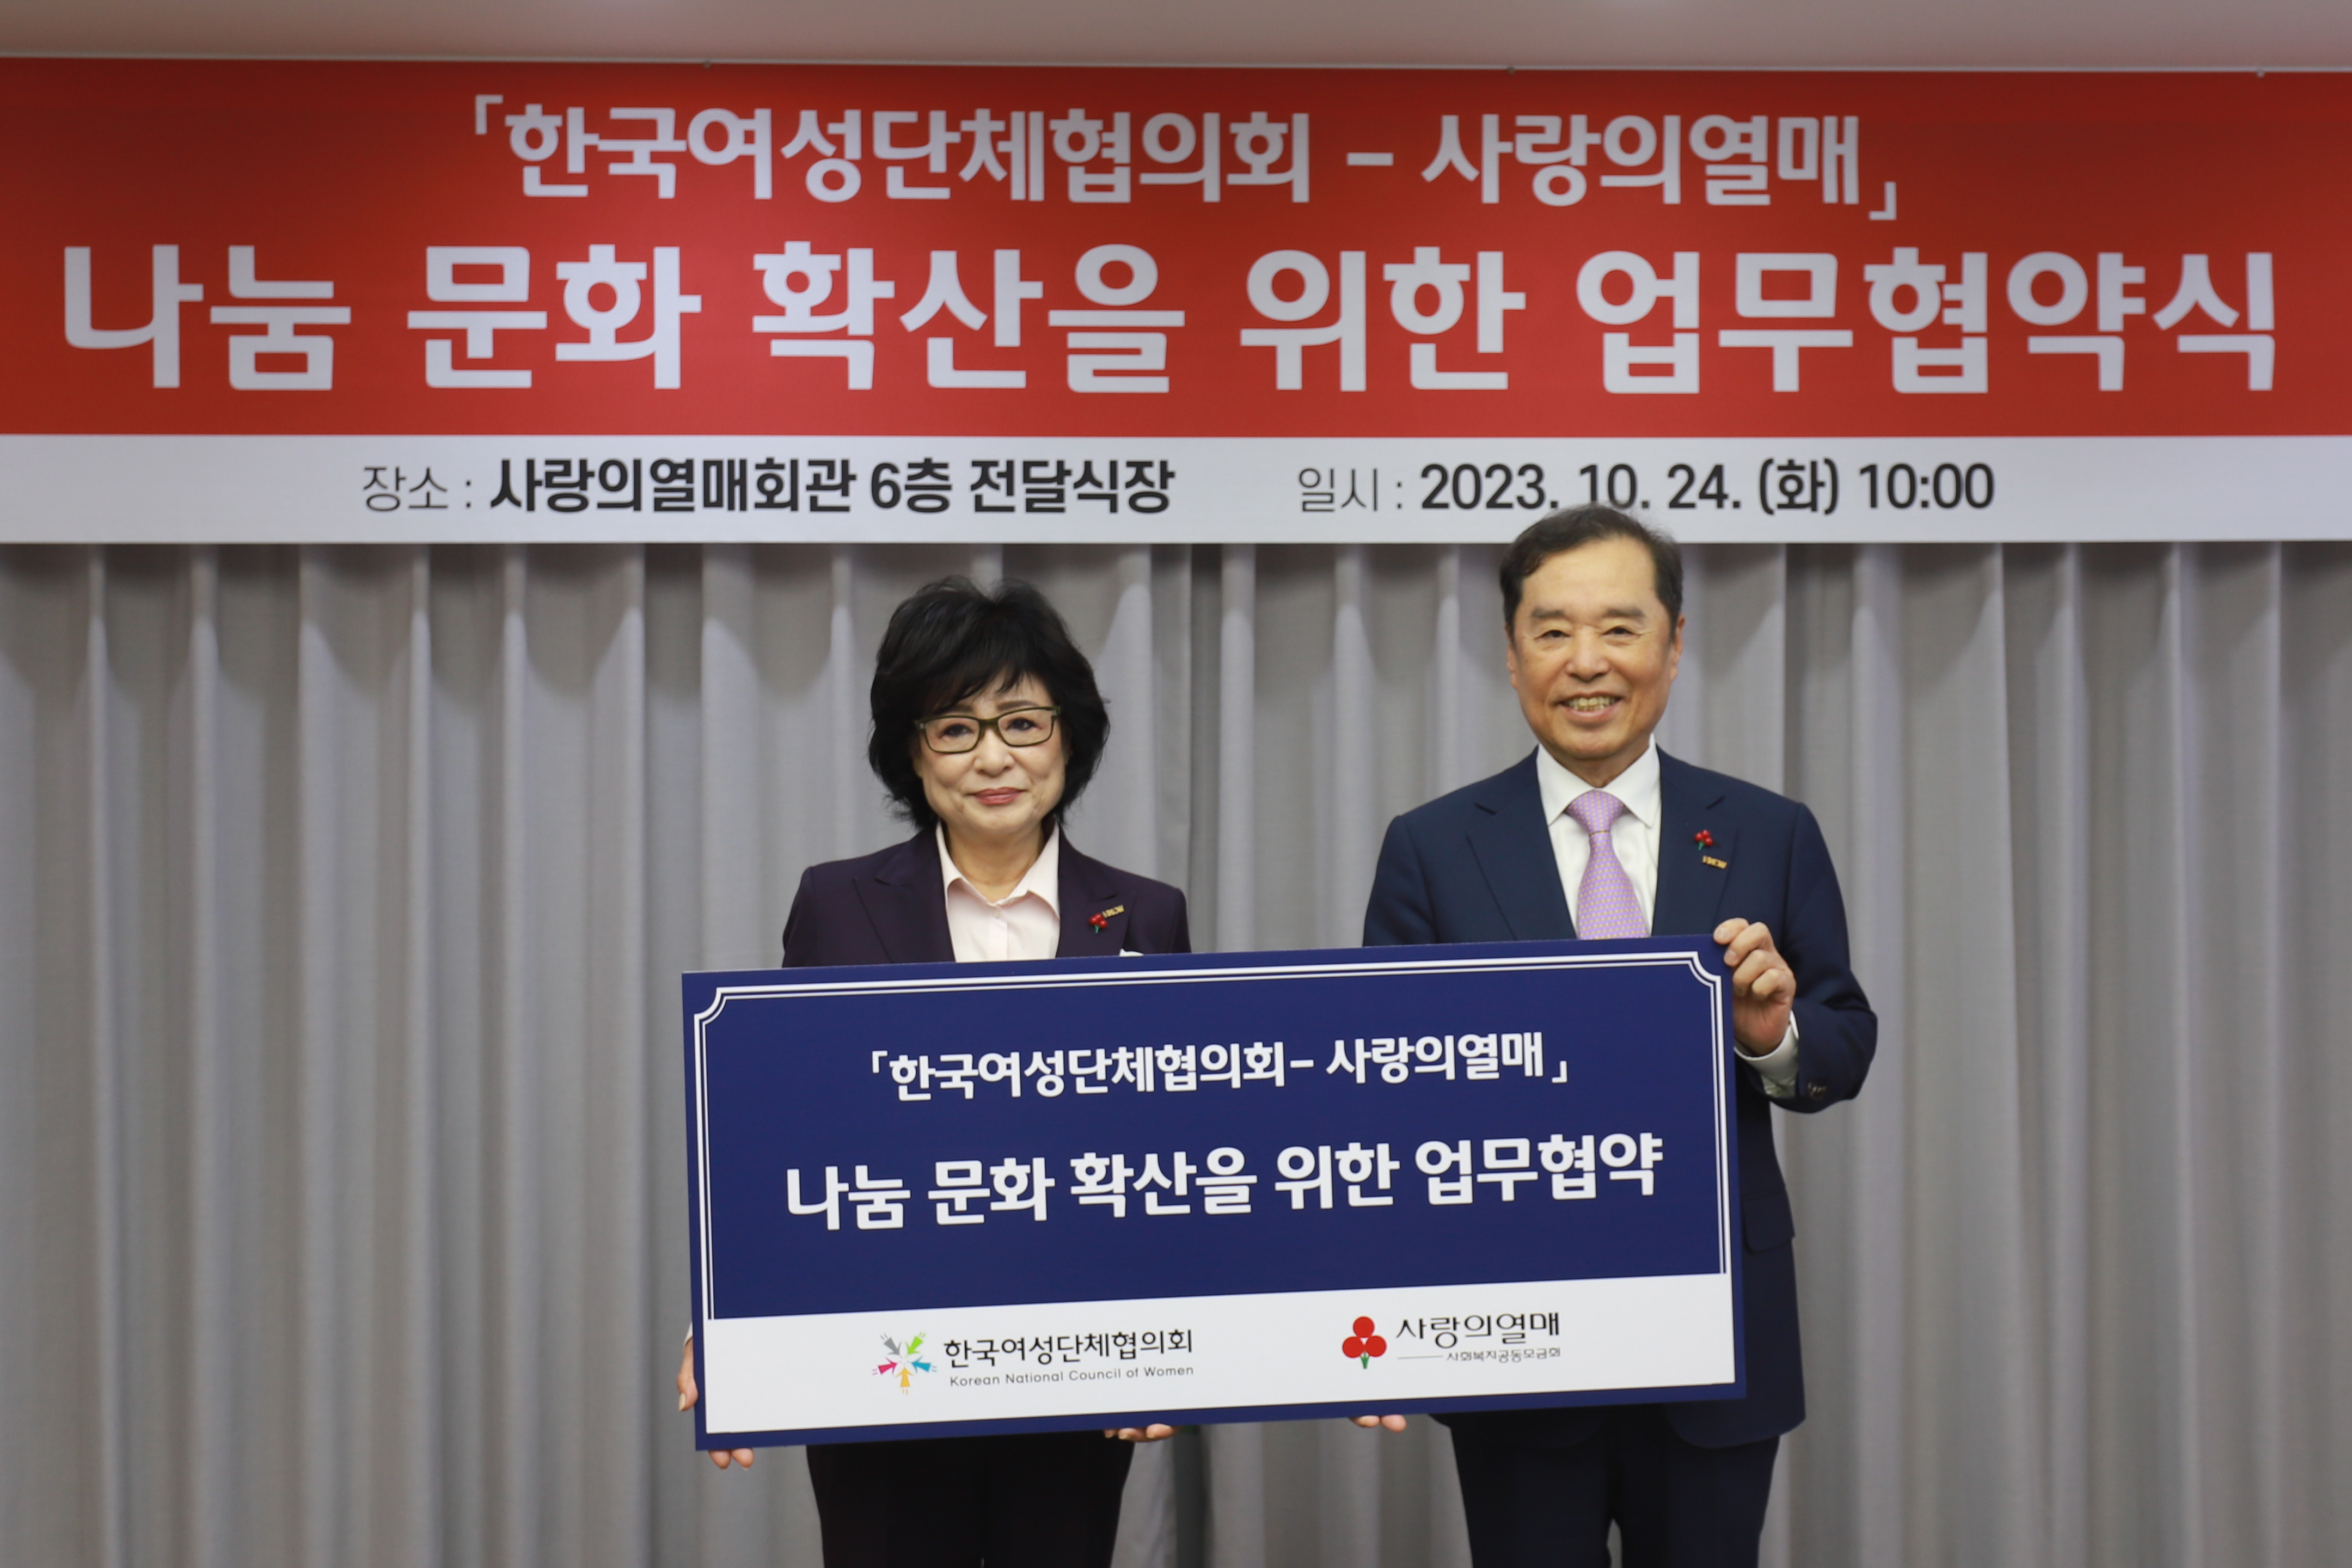 「한국여성단체협의회 - 사랑의열매」
나눔 문화 확산을 위한 업무협약식
장소 : 사랑의열매회관 6층 전달식장 일시 : 2023. 10. 24. (화) 10:00
「한국여성단체협의회- 사랑의열매」
나눔 문화 확산을 위한 업무협약
한국여성단체협의회
Korean National Council of Women
사랑의열매
사회복지공동모금회